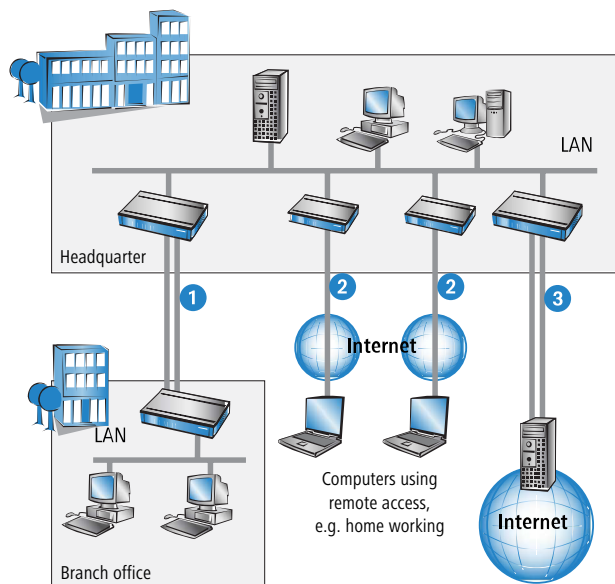 LAN
Headquarter
1
2
2
3
Internet
LAN
Computers using
remote access,
e.g. home working
Internet
Branch office